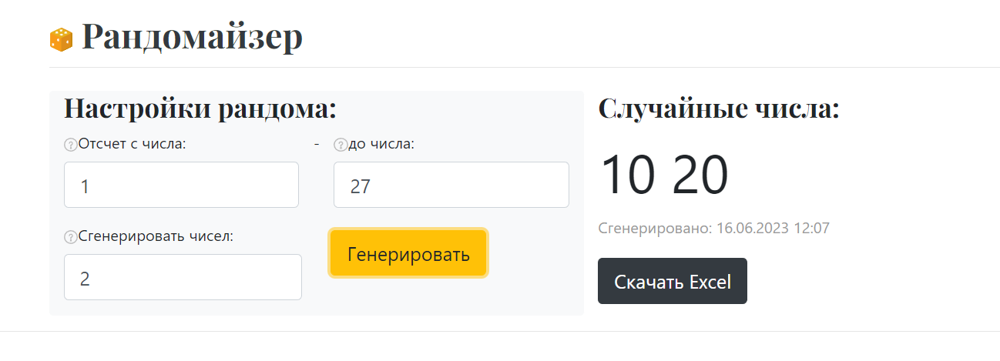 Рандомайзер
Настройки рандома:
Отсчет с числа: - до числа:
1 27
Сгенерировать чисел:
2
Генерировать
Случайные числа:
10 20
Сгенерировано: 16.06.2023 12:07
Скачать Excel